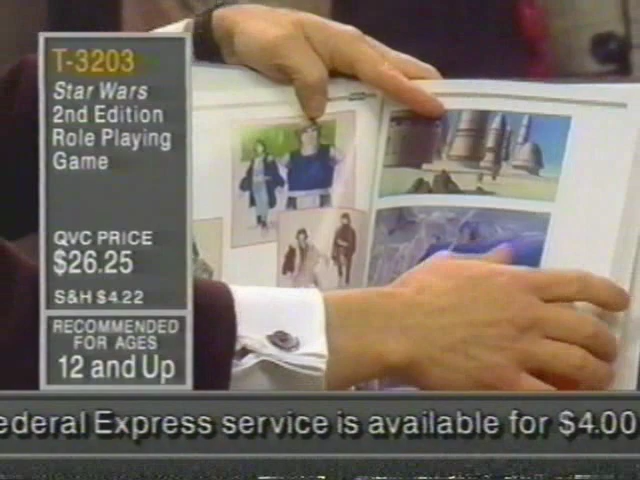 T-3203
Star Wars
2nd Edition
Role Playing
Game
QVC PRICE
$26.25
S&H $4.22
RECOMMENDED
FOR AGES
12 and Up
ederal Express service is available for $4.00